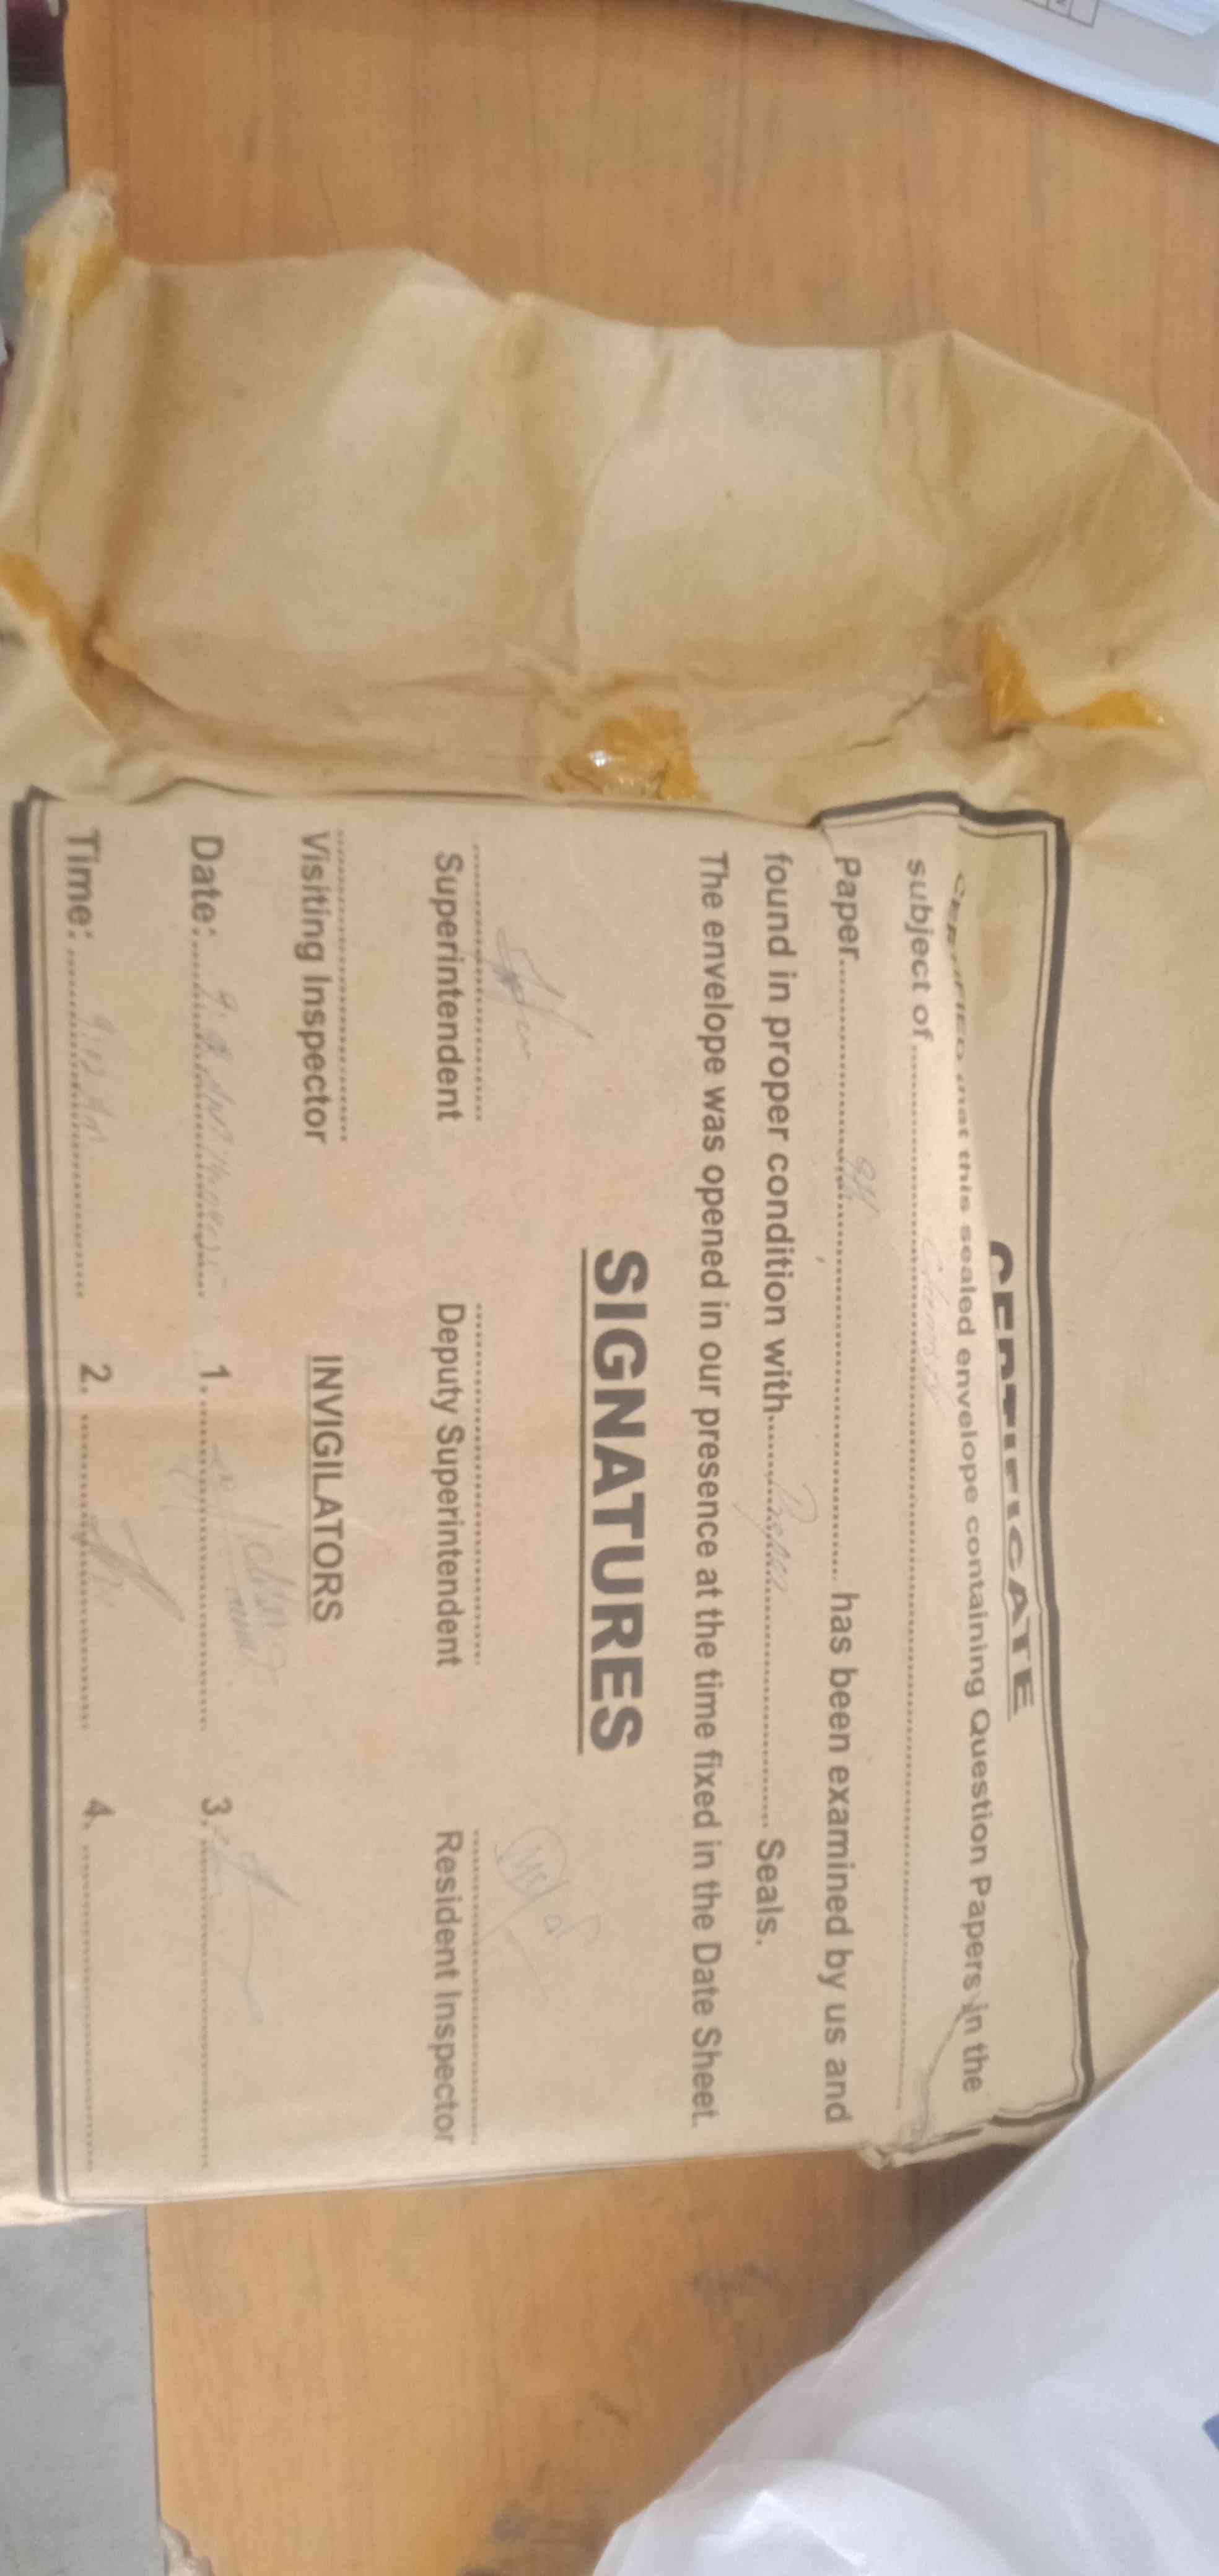 CERTIFICATE
CERTIFIED that this sealed envelope containing Question Papers in the
subject of........................
Paper........................ has been examined by us and
found in proper condition with........................ Seals.
The envelope was opened in our presence at the time fixed in the Date Sheet.
SIGNATURES
Superintendent Deputy Superintendent Resident Inspector
Visiting Inspector INVIGILATORS
Date:........................ 1......................... 3.........................
Time:........................ 2......................... 4.........................